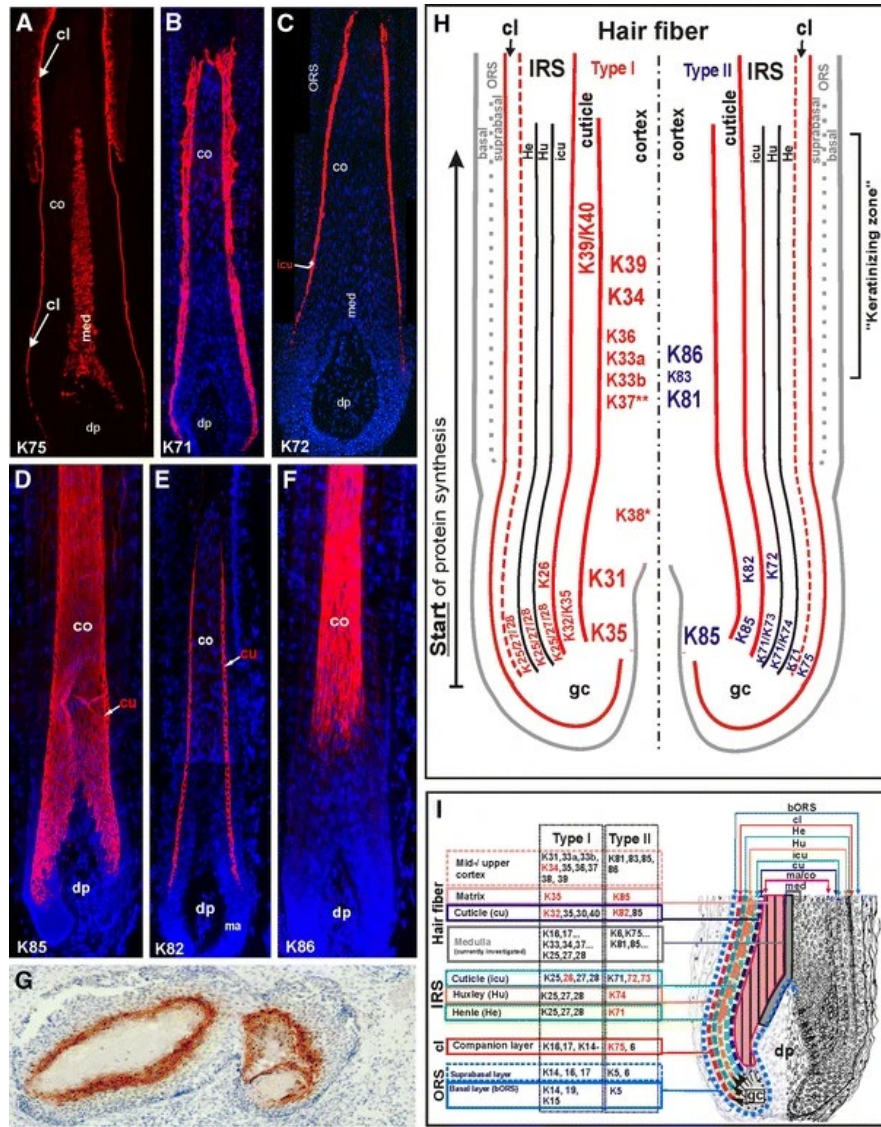 A
cl
co
cl
med
dp
K75
B
co
dp
K71
C
ORS
co
icu
med
dp
K72
D
co
cu
dp
K85
E
co
cu
dp
ma
K82
F
co
dp
K86
G
H
Hair fiber
cl
cl
IRS
Type I
Type II
IRS
ORS
basal
suprabasal
He
Hu
icu
cuticle
cortex
cortex
cuticle
icu
Hu
He
suprabasal
basal
ORS
K39/K40
K39
K34
K36
K33a
K33b
K37**
K86
K83
K81
K38*
K26
K31
K32/K35
K35
K25/27/28
K25/27/28
K25/27/28
K82
K72
K85
K85
K71/K73
K71/K74
K71
K75
gc
gc
Start of protein synthesis
"Keratinizing zone"
I
bORS
cl
He
Hu
icu
cu
ma/co
med
Type I
Type II
Hair fiber
Mid-/ upper
cortex
K31,33a,33b,
K34,35,36,37
38, 39
K81,83,85,
86
Matrix
K35
K85
Cuticle (cu)
K32,35,30,40
K82,85
Medulla
(currently investigated)
K16,17...
K33,34,37...
K25,27,28
K6,K75...
K81,85...
IRS
Cuticle (icu)
K25,26,27,28
K71,72,73
Huxley (Hu)
K25,27,28
K74
Henle (He)
K25,27,28
K71
cl
Companion layer
K16,17, K14-
K75, 6
ORS
Suprabasal layer
K14, 16, 17
K5, 6
Basal layer (bORS)
K14, 19,
K15
K5
dp
gc